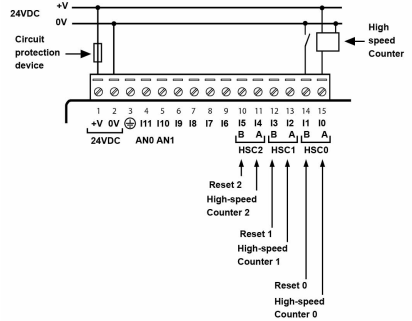 24VDC
+V
0V
Circuit
protection
device
High
speed
Counter
1 2 3 4 5 6 7 8 9 10 11 12 13 14 15
+V 0V I11 I10 I9 I8 I7 I6 I5 I4 I3 I2 I1 I0
24VDC AN0 AN1 B A B A B A
HSC2 HSC1 HSC0
Reset 2
High-speed
Counter 2
Reset 1
High-speed
Counter 1
Reset 0
High-speed
Counter 0